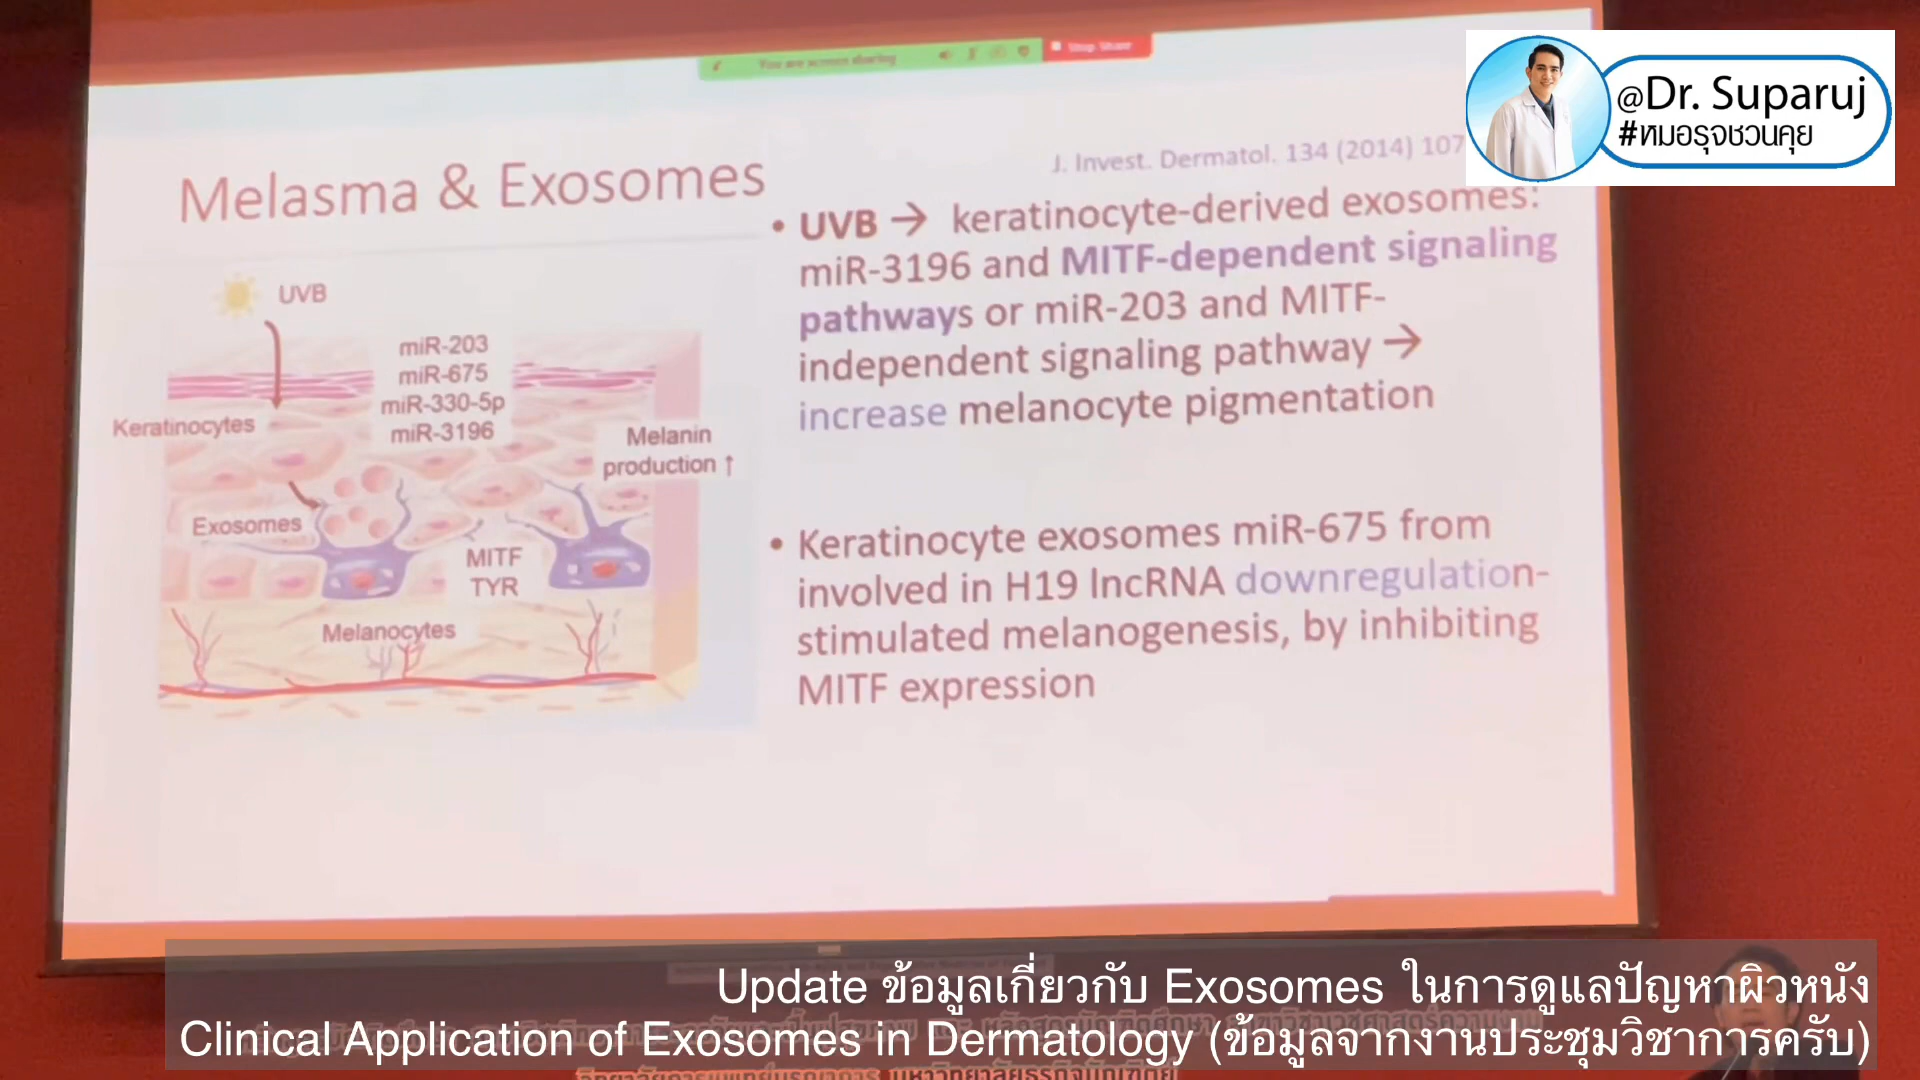 You are screen sharing
Stop Share
@Dr. Suparuj
#หมอรุจชวนคุย
Melasma & Exosomes
J. Invest. Dermatol. 134 (2014) 107
• UVB → keratinocyte-derived exosomes:
miR-3196 and MITF-dependent signaling
pathways or miR-203 and MITF-
independent signaling pathway →
increase melanocyte pigmentation
• Keratinocyte exosomes miR-675 from
involved in H19 lncRNA downregulation-
stimulated melanogenesis, by inhibiting
MITF expression
UVB
miR-203
miR-675
miR-330-5p
miR-3196
Keratinocytes
Melanin
production ↑
Exosomes
MITF
TYR
Melanocytes
Update ข้อมูลเกี่ยวกับ Exosomes ในการดูแลปัญหาผิวหนัง
Clinical Application of Exosomes in Dermatology (ข้อมูลจากงานประชุมวิชาการครับ)